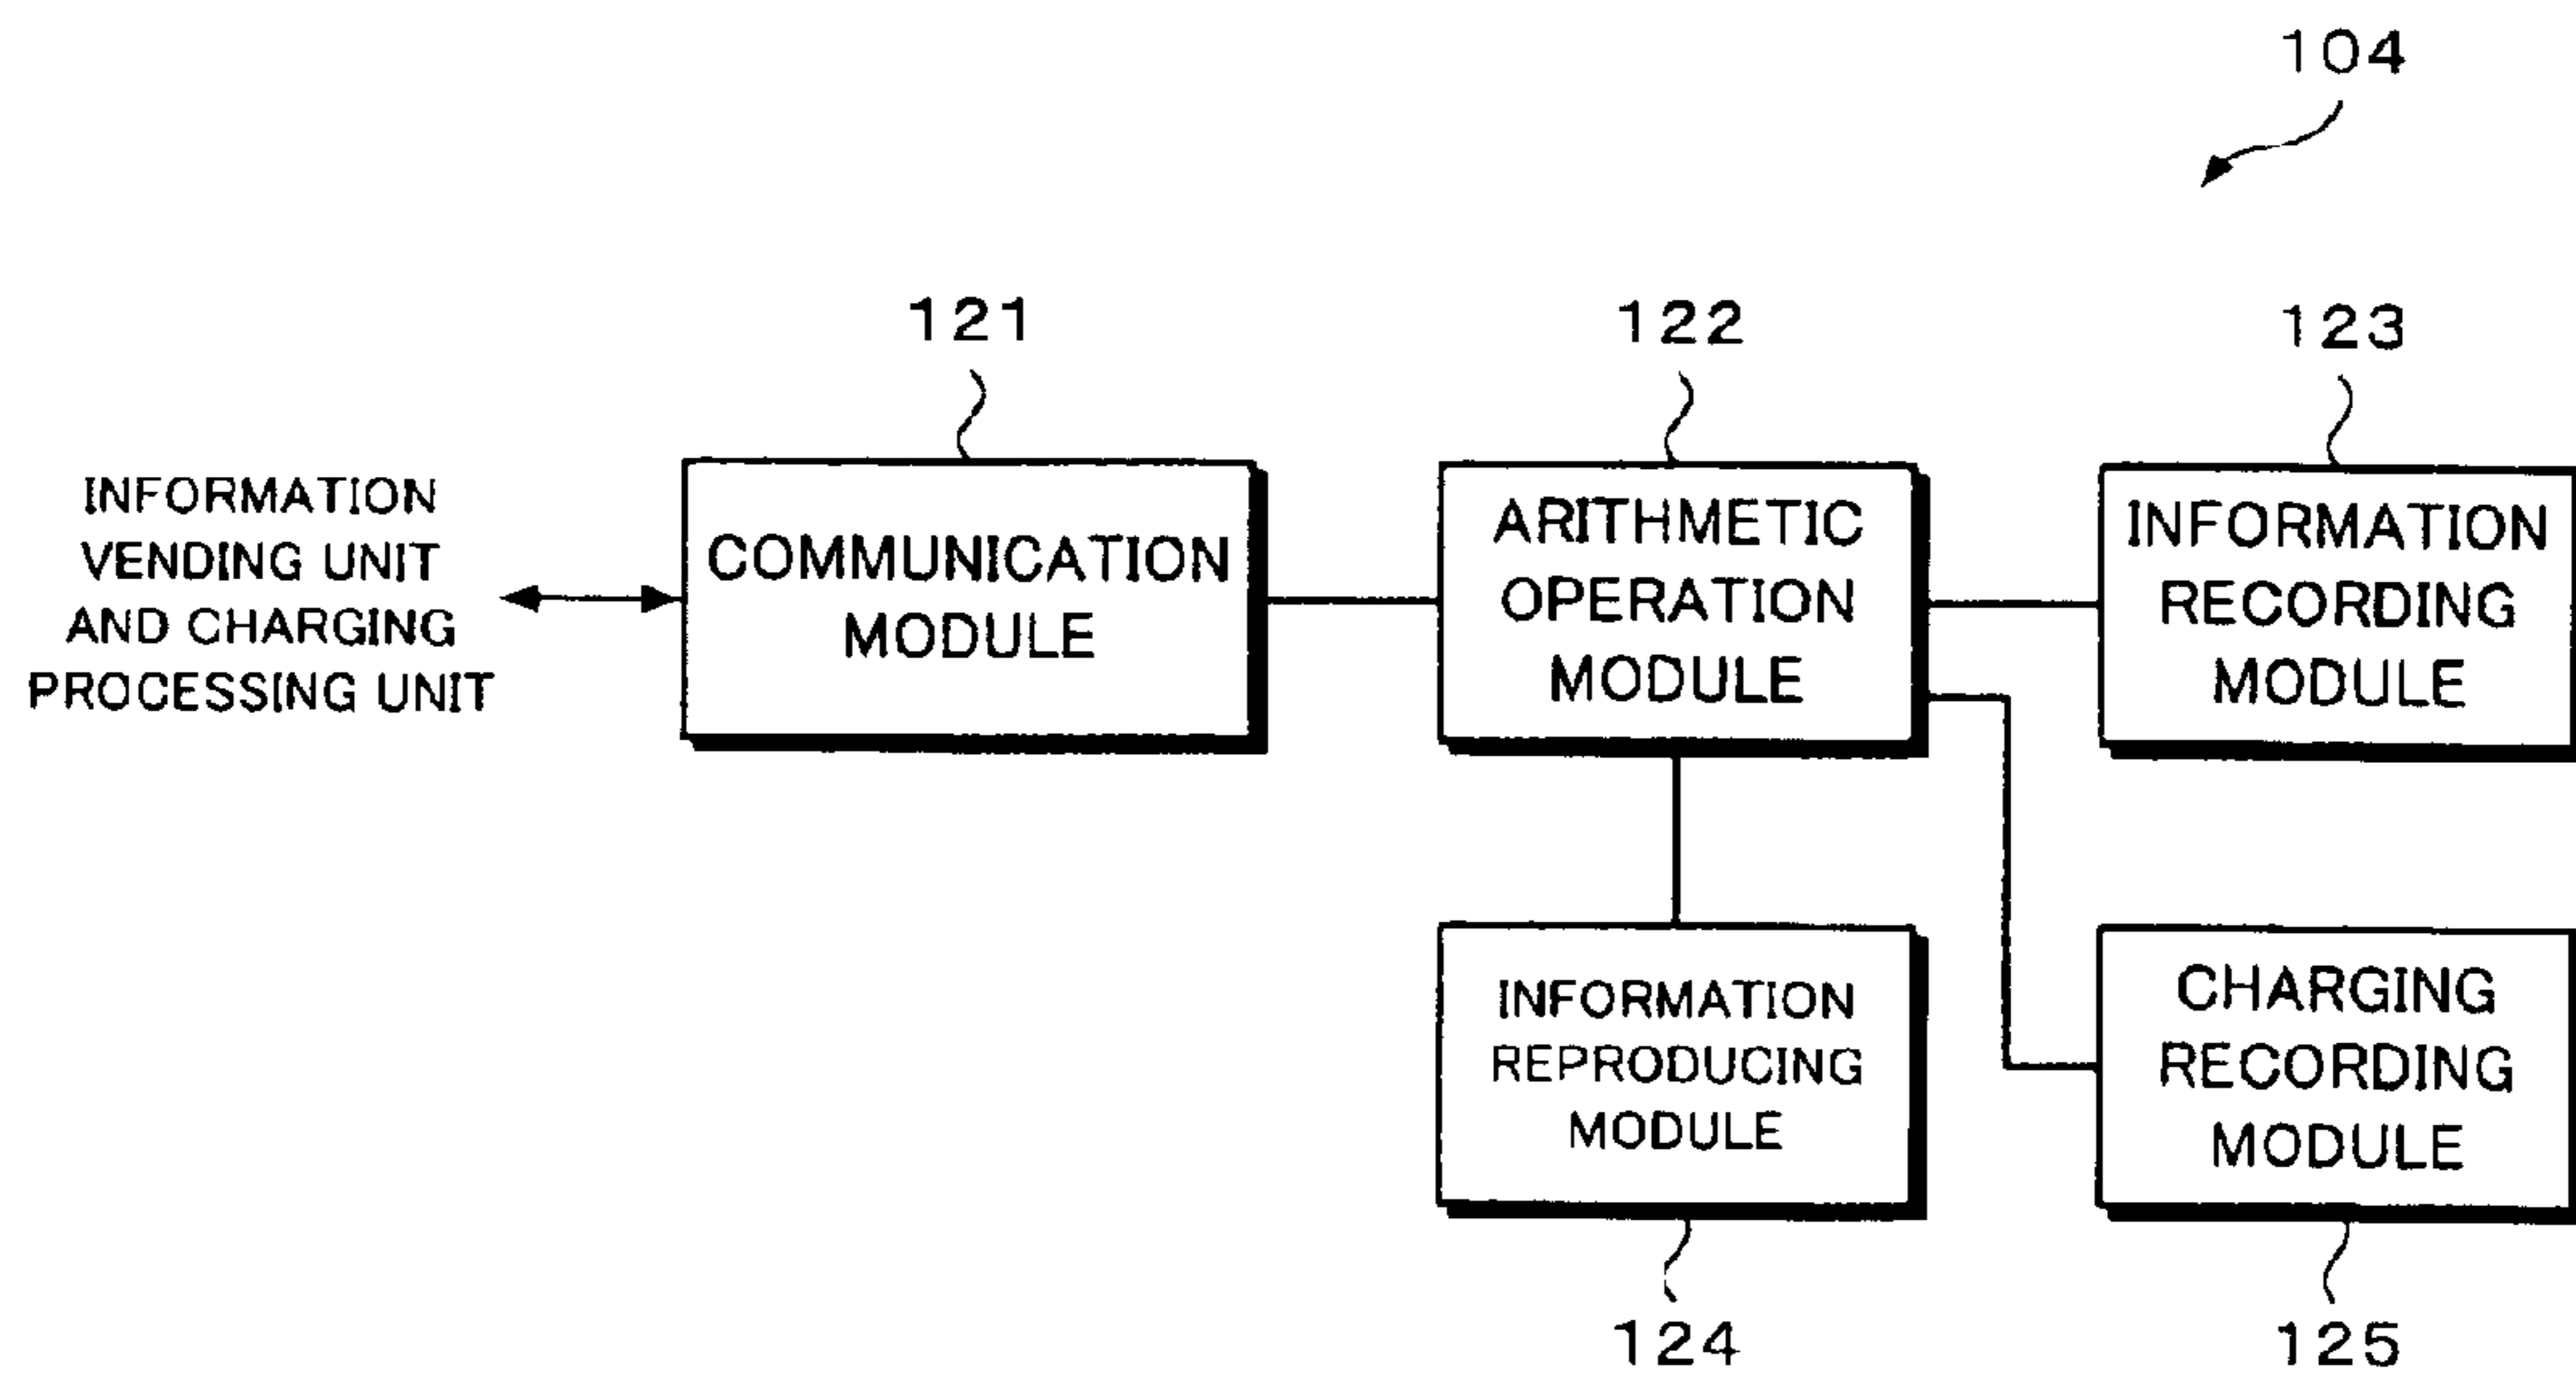 104
121
122
123
INFORMATION
VENDING UNIT
AND CHARGING
PROCESSING UNIT
COMMUNICATION
MODULE
ARITHMETIC
OPERATION
MODULE
INFORMATION
RECORDING
MODULE
INFORMATION
REPRODUCING
MODULE
CHARGING
RECORDING
MODULE
124
125